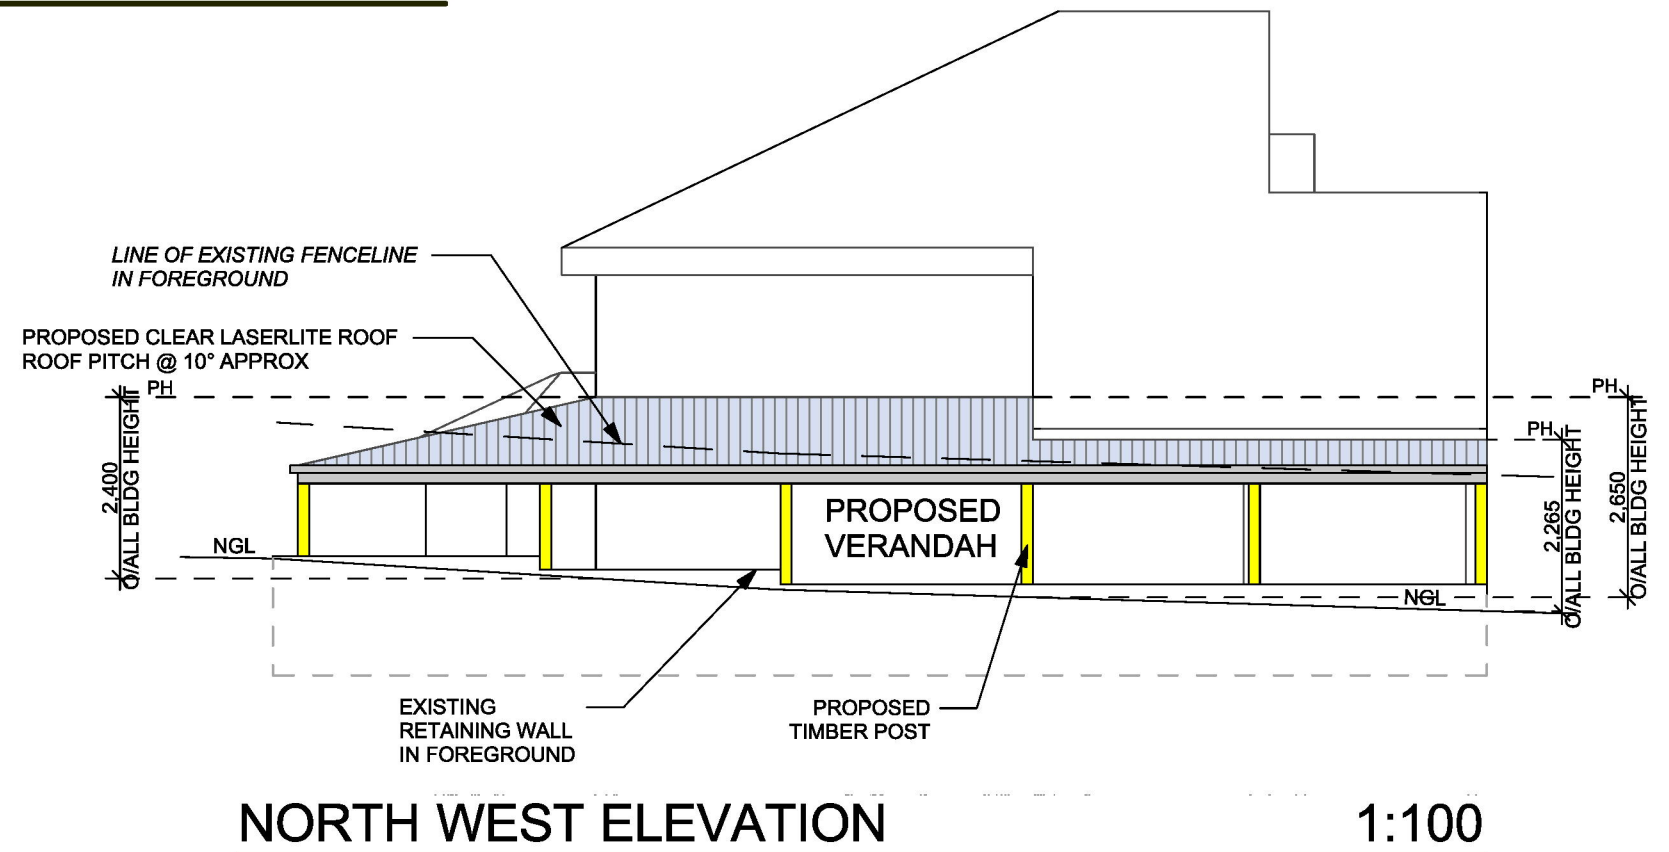 LINE OF EXISTING FENCELINE
IN FOREGROUND
PROPOSED CLEAR LASERLITE ROOF
ROOF PITCH @ 10° APPROX
PH
PH
PH
2,400
O/ALL BLDG HEIGHT
2,265
O/ALL BLDG HEIGHT
2,650
O/ALL BLDG HEIGHT
PROPOSED
VERANDAH
NGL
NGL
EXISTING
RETAINING WALL
IN FOREGROUND
PROPOSED
TIMBER POST
NORTH WEST ELEVATION
1:100